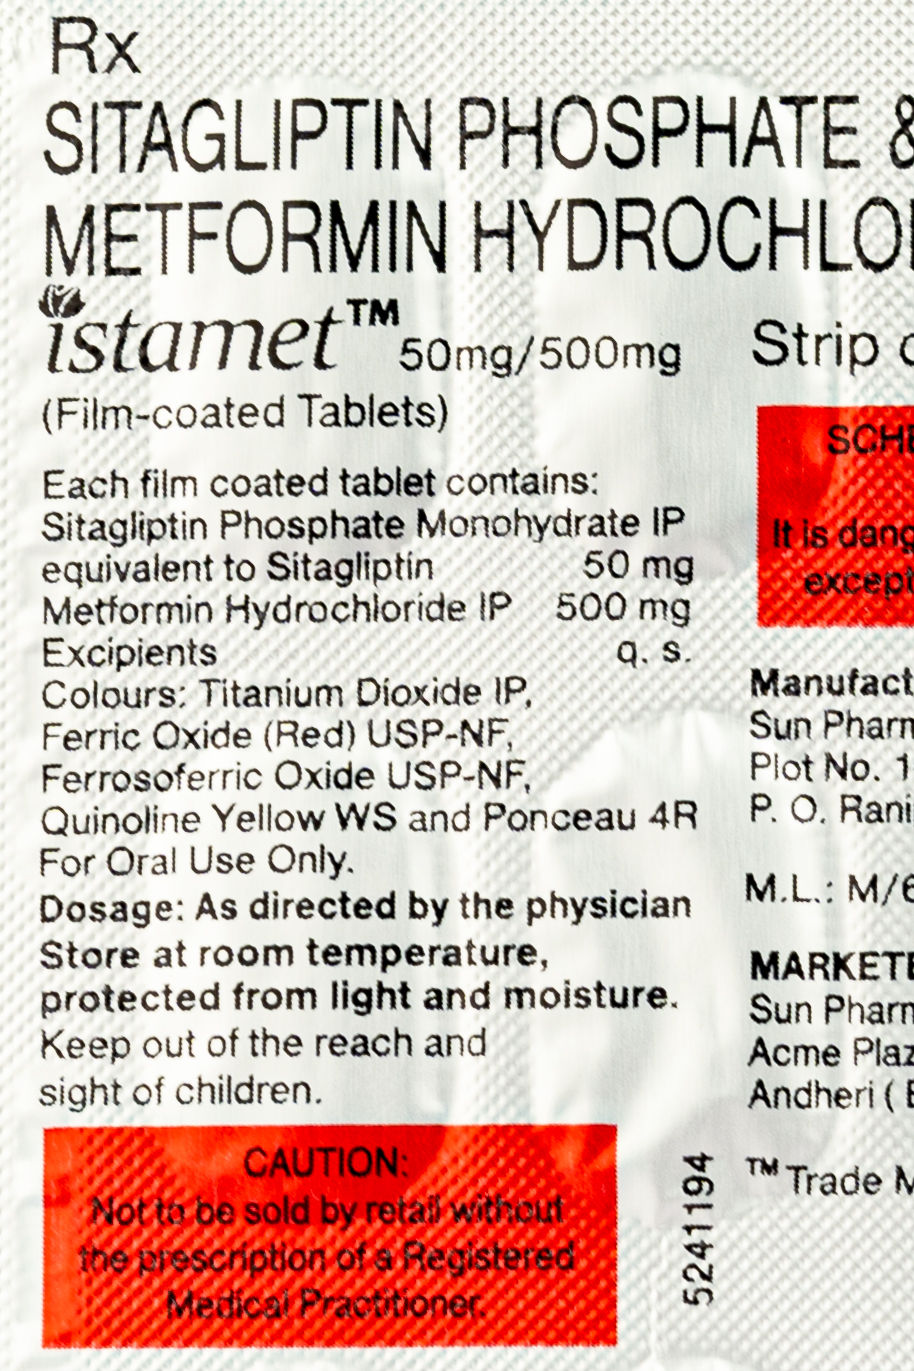 Rx
SITAGLIPTIN PHOSPHATE &
METFORMIN HYDROCHLO
istamet™ 50mg/500mg
(Film-coated Tablets)
Each film coated tablet contains:
Sitagliptin Phosphate Monohydrate IP
equivalent to Sitagliptin 50 mg
Metformin Hydrochloride IP 500 mg
Excipients q. s.
Colours: Titanium Dioxide IP,
Ferric Oxide (Red) USP-NF,
Ferrosoferric Oxide USP-NF,
Quinoline Yellow WS and Ponceau 4R
For Oral Use Only.
Dosage: As directed by the physician
Store at room temperature,
protected from light and moisture.
Keep out of the reach and
sight of children.
CAUTION:
Not to be sold by retail without
the prescription of a Registered
Medical Practitioner.
5241194
Strip
SCHE
It is dang
except
Manufact
Sun Pharm
Plot No. 1
P. O. Rani
M.L.: M/6
MARKETE
Sun Pharm
Acme Plaz
Andheri ( E
™ Trade M